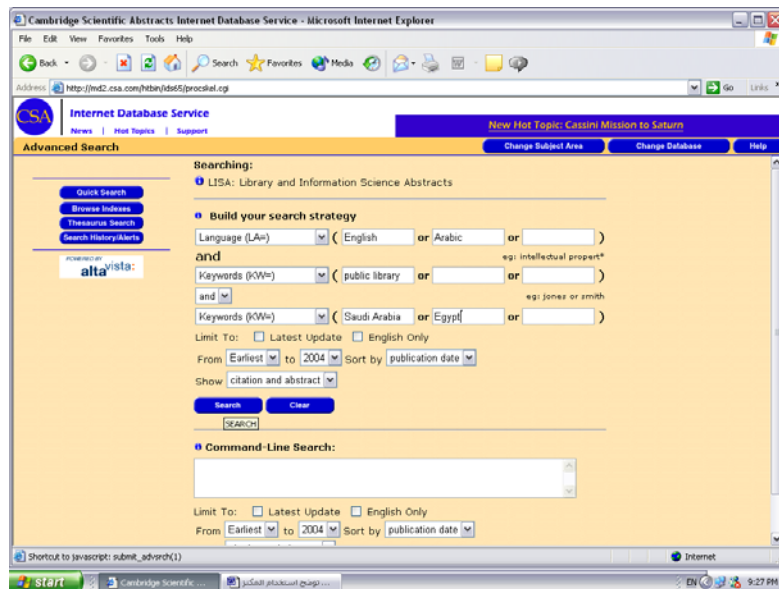 Cambridge Scientific Abstracts Internet Database Service - Microsoft Internet Explorer
File Edit View Favorites Tools Help
Back Search Favorites Media
Address http://md2.csa.com/htbin/ids65/procskel.cgi Go Links
CSA Internet Database Service
News | Hot Topics | Support
New Hot Topic: Cassini Mission to Saturn
Advanced Search Change Subject Area Change Database Help
Searching:
LISA: Library and Information Science Abstracts
Quick Search
Browse Indexes
Thesaurus Search
Search History/Alerts
POWERED BY
altavista:
Build your search strategy
Language (LA=) ( English or Arabic or )
and eg: intellectual propert*
Keywords (KW=) ( public library or or )
and eg: jones or smith
Keywords (KW=) ( Saudi Arabia or Egypt or )
Limit To: Latest Update English Only
From Earliest to 2004 Sort by publication date
Show citation and abstract
Search Clear
SEARCH
Command-Line Search:
Limit To: Latest Update English Only
From Earliest to 2004 Sort by publication date
Shortcut to javascript: submit_advsrch(1) Internet
start Cambridge Scientific ... توضيح استخدام المكنز ... EN 9:27 PM